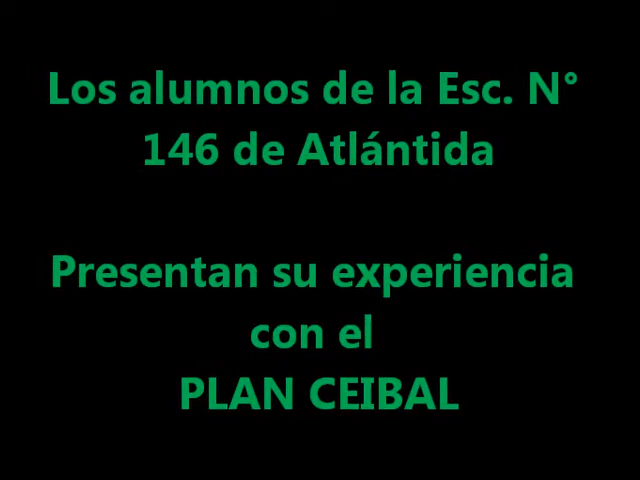 Los alumnos de la Esc. N°
146 de Atlántida
Presentan su experiencia
con el
PLAN CEIBAL